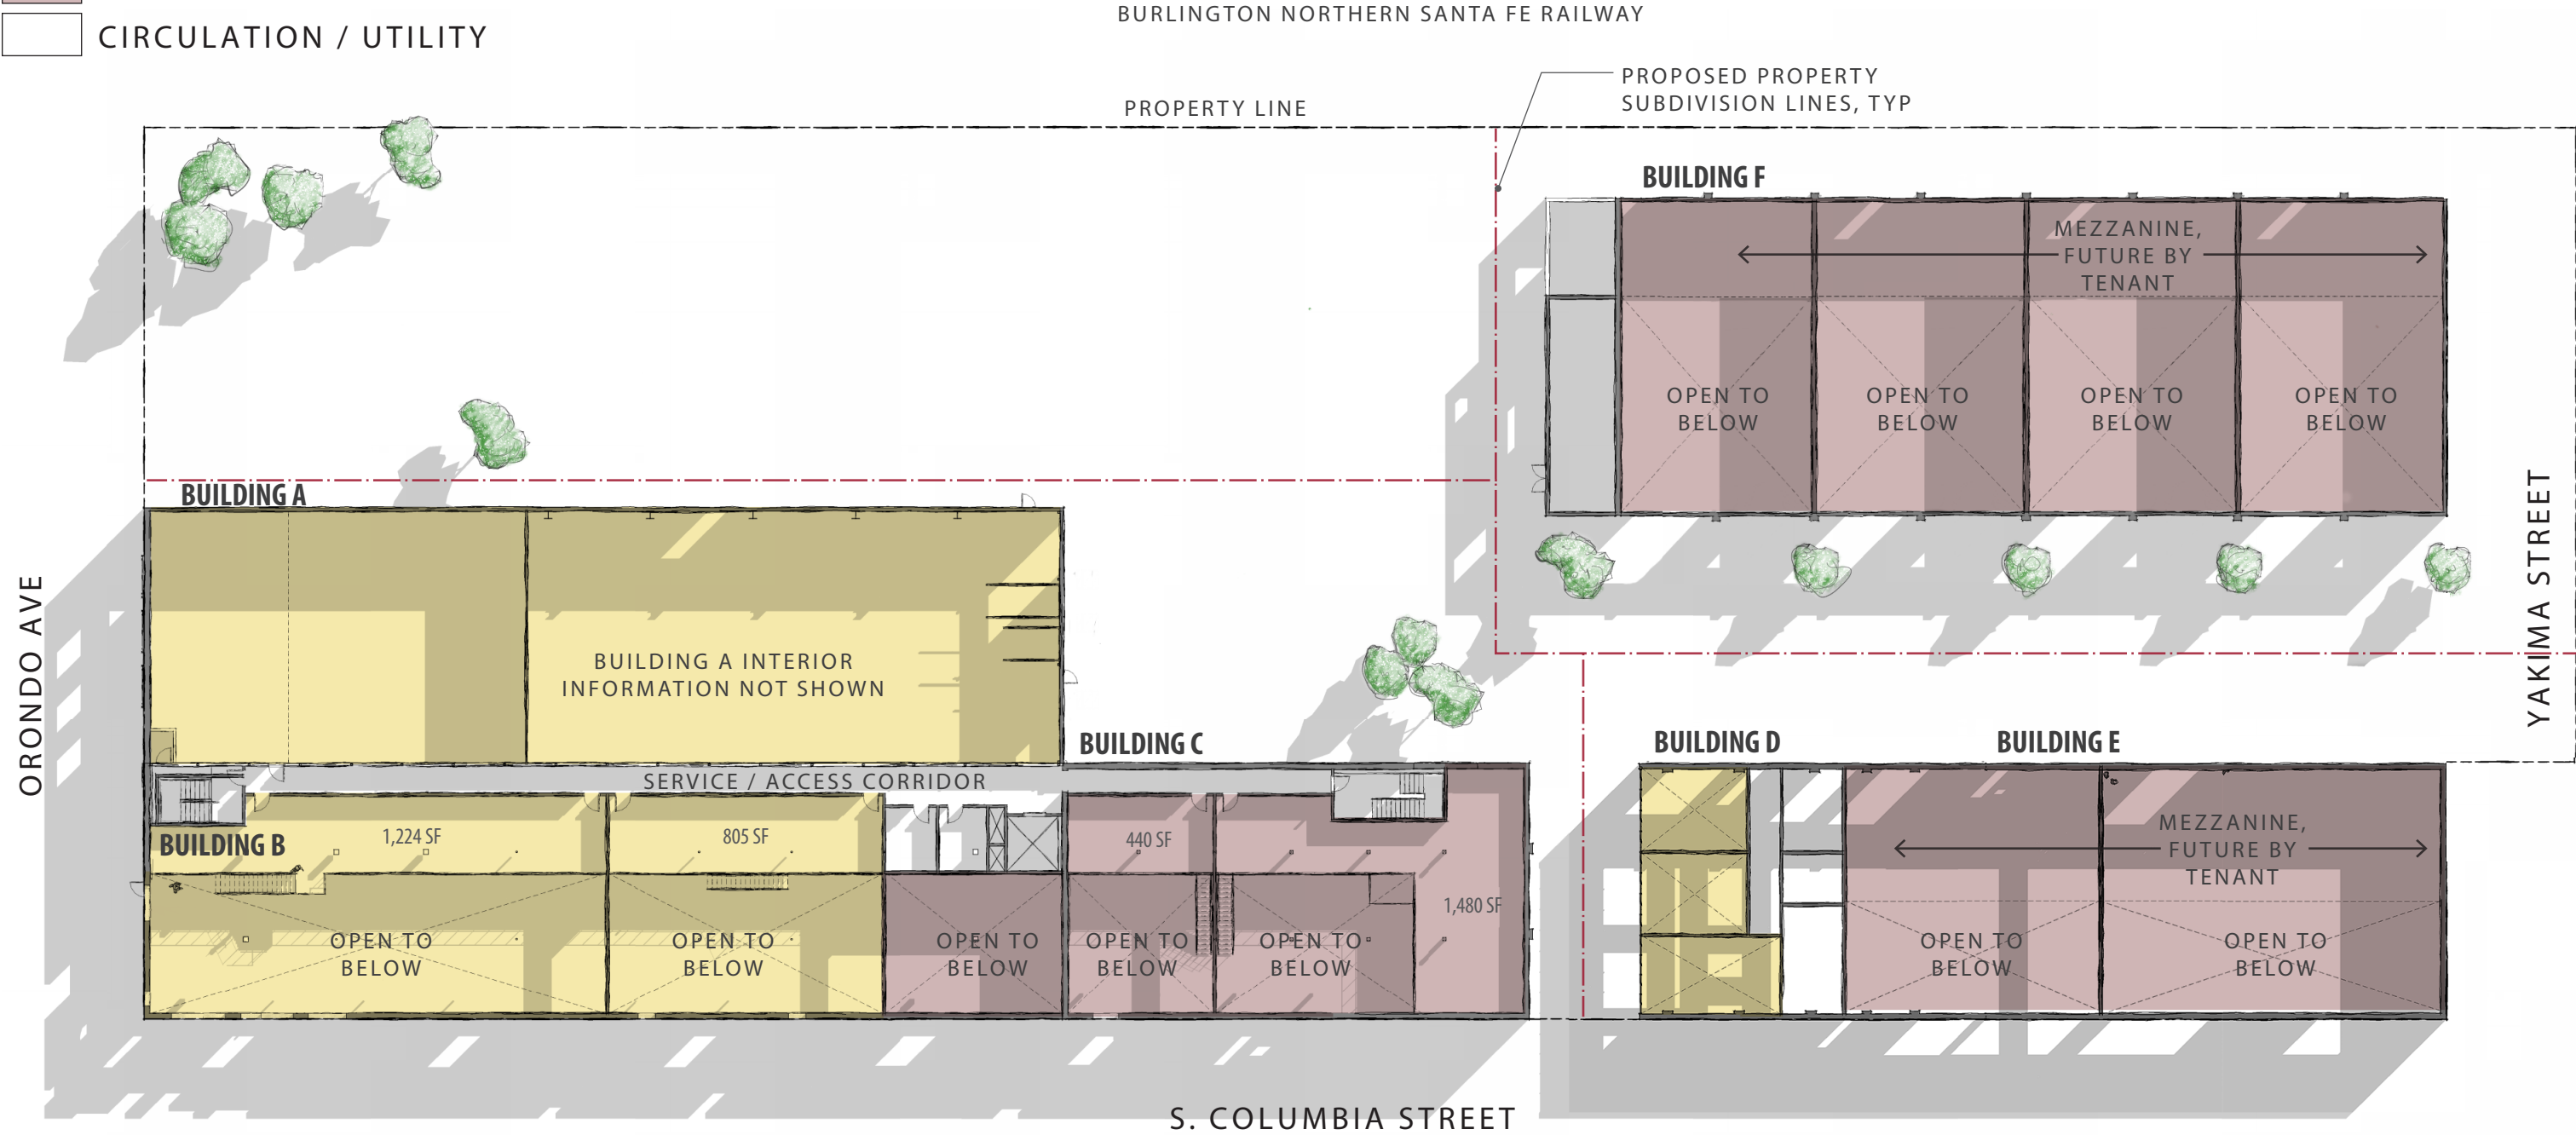 BURLINGTON NORTHERN SANTA FE RAILWAY
CIRCULATION / UTILITY
PROPOSED PROPERTY
SUBDIVISION LINES, TYP
PROPERTY LINE
BUILDING F
MEZZANINE,
FUTURE BY
TENANT
OPEN TO
BELOW
OPEN TO
BELOW
OPEN TO
BELOW
OPEN TO
BELOW
BUILDING A
ORONDO AVE
YAKIMA STREET
BUILDING A INTERIOR
INFORMATION NOT SHOWN
BUILDING C
BUILDING D
BUILDING E
SERVICE / ACCESS CORRIDOR
BUILDING B
1,224 SF
805 SF
440 SF
1,480 SF
MEZZANINE,
FUTURE BY
TENANT
OPEN TO
BELOW
OPEN TO
BELOW
OPEN TO
BELOW
OPEN TO
BELOW
OPEN TO
BELOW
OPEN TO
BELOW
OPEN TO
BELOW
S. COLUMBIA STREET